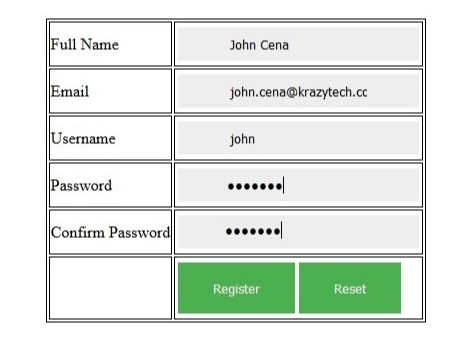 Full Name John Cena
Email john.cena@krazytech.cc
Username john
Password •••••••
Confirm Password •••••••
Register Reset